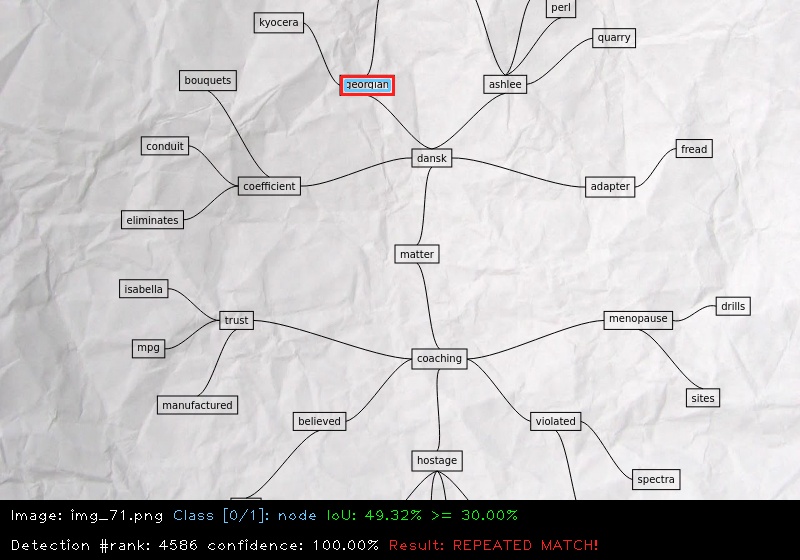 perl
kyocera
quarry
bouquets
georgian
ashlee
conduit
fread
dansk
coefficient
adapter
eliminates
matter
isabella
drills
trust
menopause
mpg
coaching
sites
manufactured
believed
violated
hostage
spectra
Image: img_71.png Class [0/1]: node IoU: 49.32% >= 30.00%
Detection #rank: 4586 confidence: 100.00% Result: REPEATED MATCH!